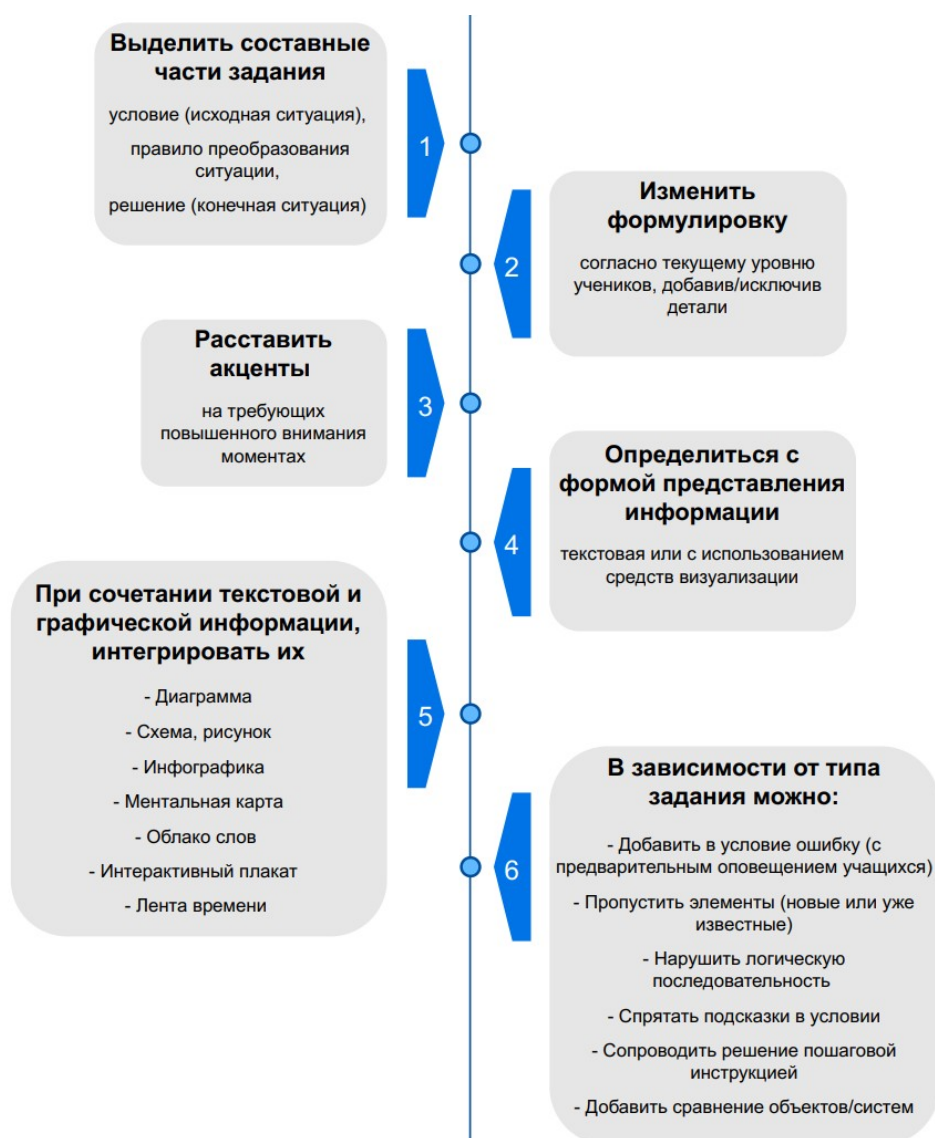 Выделить составные
части задания
условие (исходная ситуация),
правило преобразования
ситуации,
решение (конечная ситуация)
1
Изменить
формулировку
согласно текущему уровню
учеников, добавив/исключив
детали
2
Расставить
акценты
на требующих
повышенного внимания
моментах
3
Определиться с
формой представления
информации
текстовая или с использованием
средств визуализации
4
При сочетании текстовой и
графической информации,
интегрировать их
- Диаграмма
- Схема, рисунок
- Инфографика
- Ментальная карта
- Облако слов
- Интерактивный плакат
- Лента времени
5
В зависимости от типа
задания можно:
- Добавить в условие ошибку (с
предварительным оповещением учащихся)
- Пропустить элементы (новые или уже
известные)
- Нарушить логическую
последовательность
- Спрятать подсказки в условии
- Сопроводить решение пошаговой
инструкцией
- Добавить сравнение объектов/систем
6